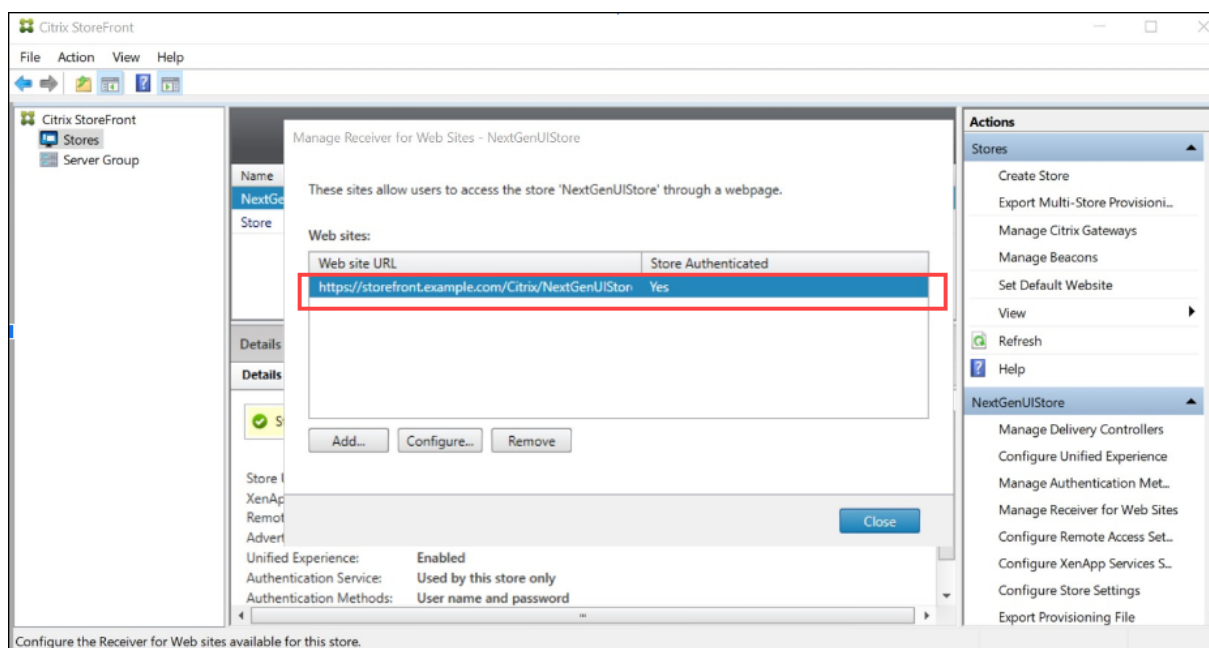 Citrix StoreFront
File Action View Help
Citrix StoreFront
Stores
Server Group
Name
NextGe
Store
Details
Details
S
Store U
XenAp
Remot
Advert
Unified Experience: Enabled
Authentication Service: Used by this store only
Authentication Methods: User name and password
Manage Receiver for Web Sites - NextGenUIStore
These sites allow users to access the store 'NextGenUIStore' through a webpage.
Web sites:
Web site URL Store Authenticated
https://storefront.example.com/Citrix/NextGenUIStor Yes
Add... Configure... Remove
Close
Actions
Stores
Create Store
Export Multi-Store Provisioni...
Manage Citrix Gateways
Manage Beacons
Set Default Website
View
Refresh
Help
NextGenUIStore
Manage Delivery Controllers
Configure Unified Experience
Manage Authentication Met...
Manage Receiver for Web Sites
Configure Remote Access Set...
Configure XenApp Services S...
Configure Store Settings
Export Provisioning File
Configure the Receiver for Web sites available for this store.